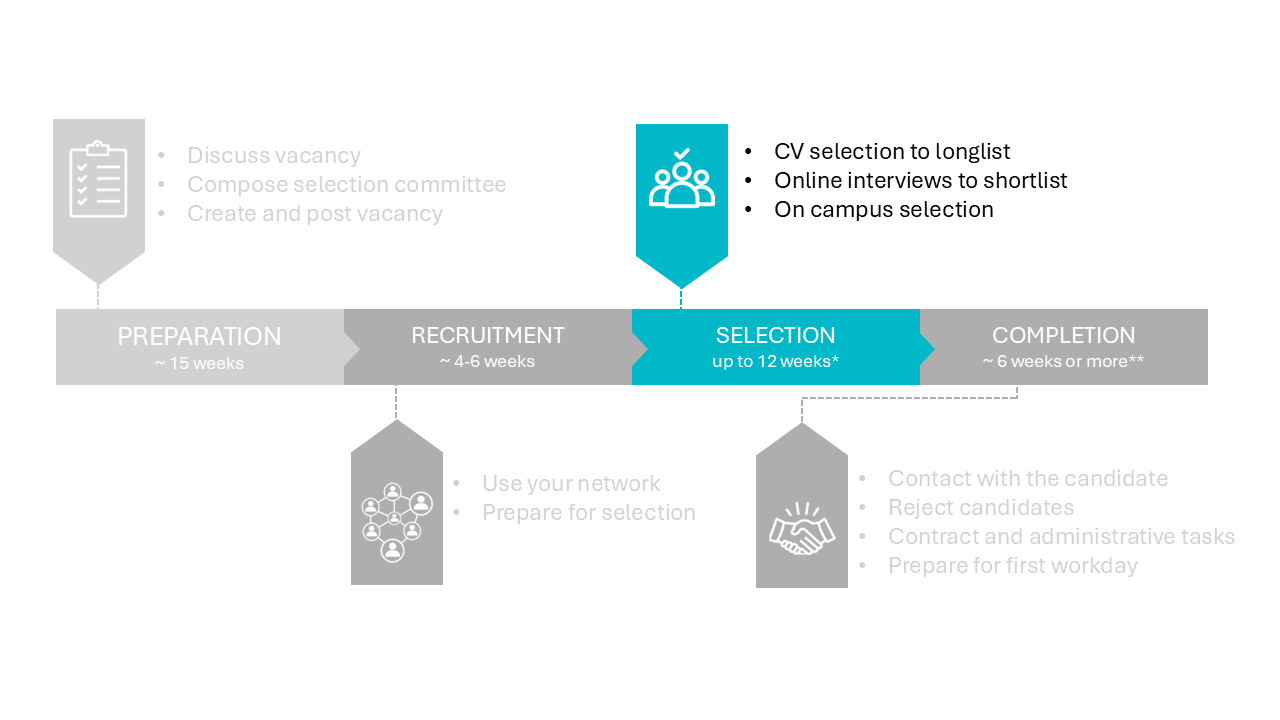 • Discuss vacancy
• Compose selection committee
• Create and post vacancy
• CV selection to longlist
• Online interviews to shortlist
• On campus selection
PREPARATION
~ 15 weeks
RECRUITMENT
~ 4-6 weeks
SELECTION
up to 12 weeks*
COMPLETION
~ 6 weeks or more**
• Use your network
• Prepare for selection
• Contact with the candidate
• Reject candidates
• Contract and administrative tasks
• Prepare for first workday